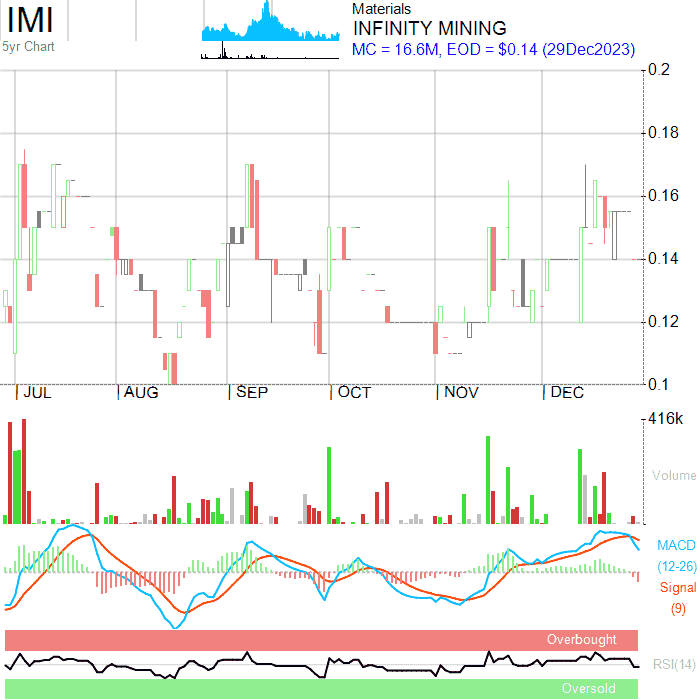 IMI
5yr Chart
Materials
INFINITY MINING
MC = 16.6M, EOD = $0.14 (29Dec2023)
0.2
0.18
0.16
0.14
0.12
0.1
JUL AUG SEP OCT NOV DEC
416k
Volume
MACD
(12-26)
Signal
(9)
Overbought
RSI(14)
Oversold